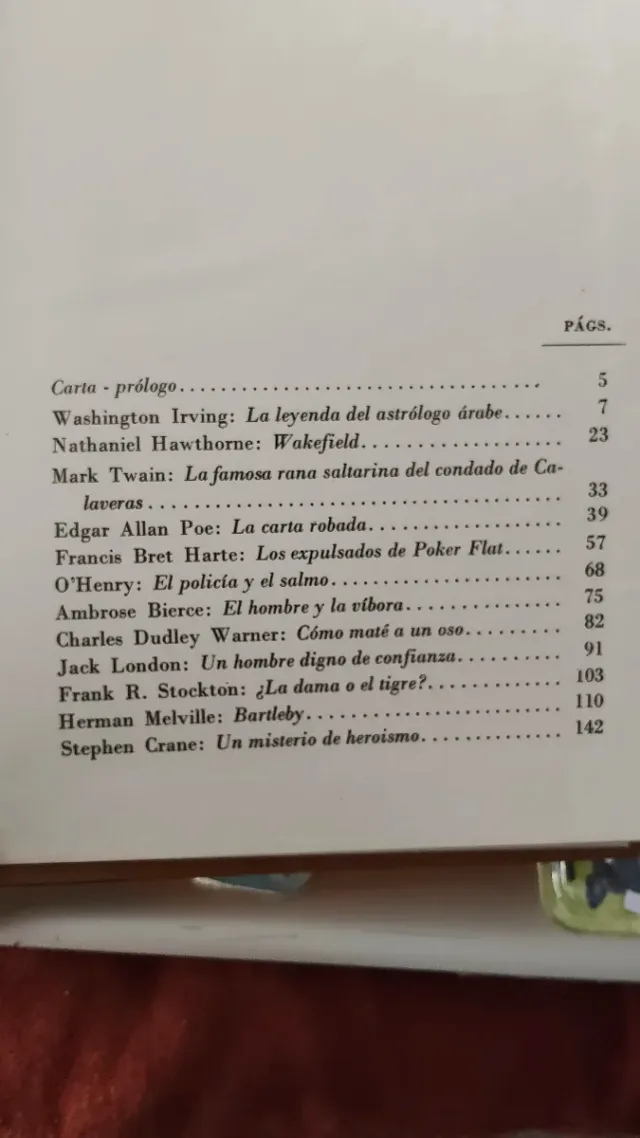 PÁGS.
Carta - prólogo........................................ 5
Washington Irving: La leyenda del astrólogo árabe...... 7
Nathaniel Hawthorne: Wakefield.................... 23
Mark Twain: La famosa rana saltarina del condado de Ca-
laveras........................................ 33
Edgar Allan Poe: La carta robada................... 39
Francis Bret Harte: Los expulsados de Poker Flat...... 57
O'Henry: El policía y el salmo....................... 68
Ambrose Bierce: El hombre y la víbora............... 75
Charles Dudley Warner: Cómo maté a un oso......... 82
Jack London: Un hombre digno de confianza.......... 91
Frank R. Stockton: ¿La dama o el tigre?............. 103
Herman Melville: Bartleby......................... 110
Stephen Crane: Un misterio de heroismo.............. 142